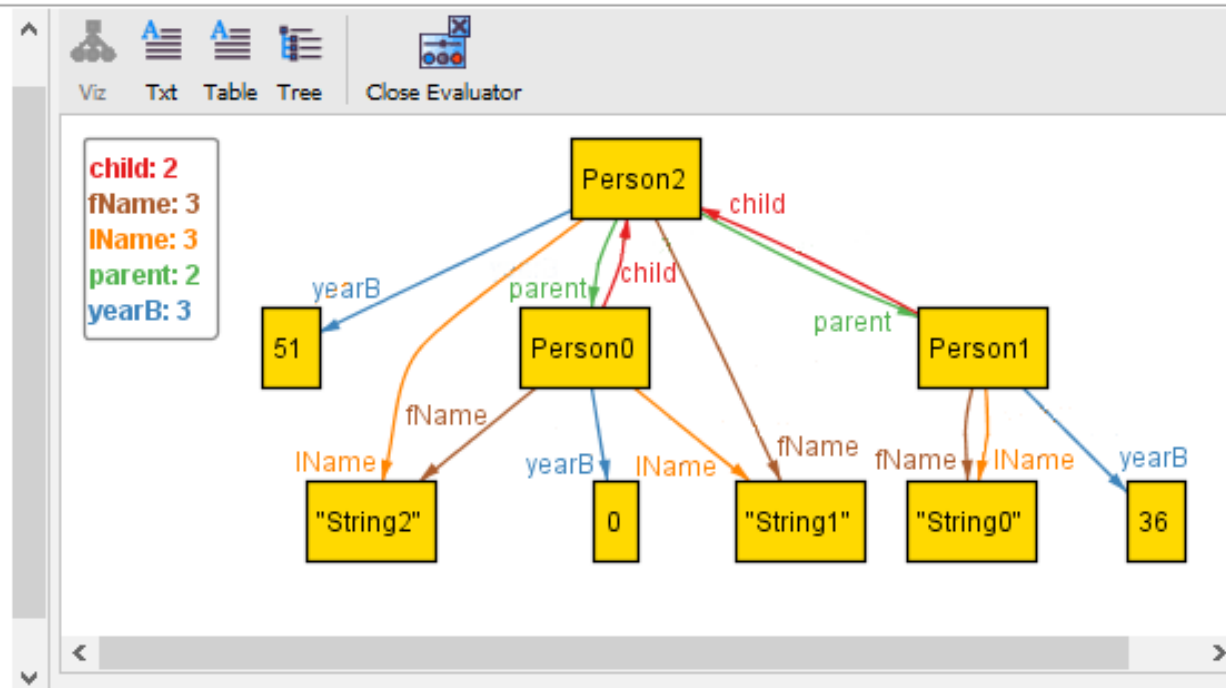 Viz Txt Table Tree Close Evaluator
child: 2
fName: 3
lName: 3
parent: 2
yearB: 3
Person2
child
yearB
parent
child
parent
51
Person0
Person1
fName
lName
yearB
lName
fName
fName
lName
yearB
"String2"
0
"String1"
"String0"
36